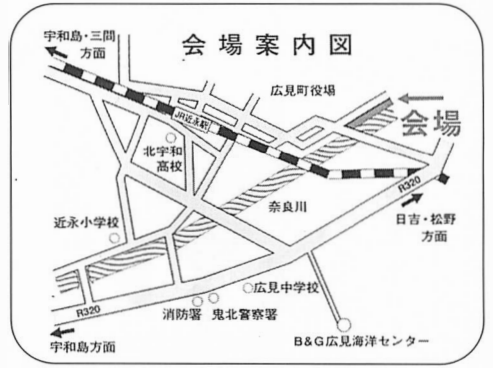 会場案内図
宇和島・三間
方面
広見町役場
会場
JR近永駅
北宇和
高校
R320
奈良川
日吉・松野
方面
近永小学校
広見中学校
R320
消防署
鬼北警察署
宇和島方面
B&G広見海洋センター